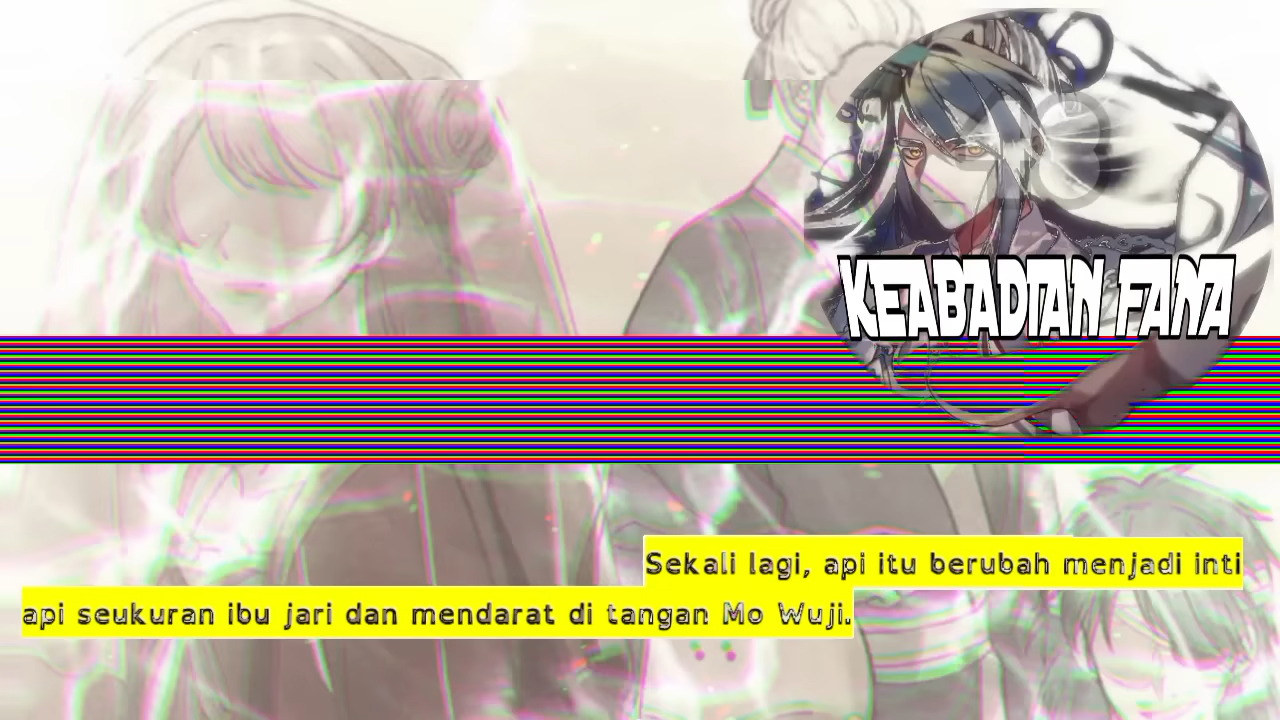 KEABADIAN FANA
Sekali lagi, api itu berubah menjadi inti
api seukuran ibu jari dan mendarat di tangan Mo Wuji.